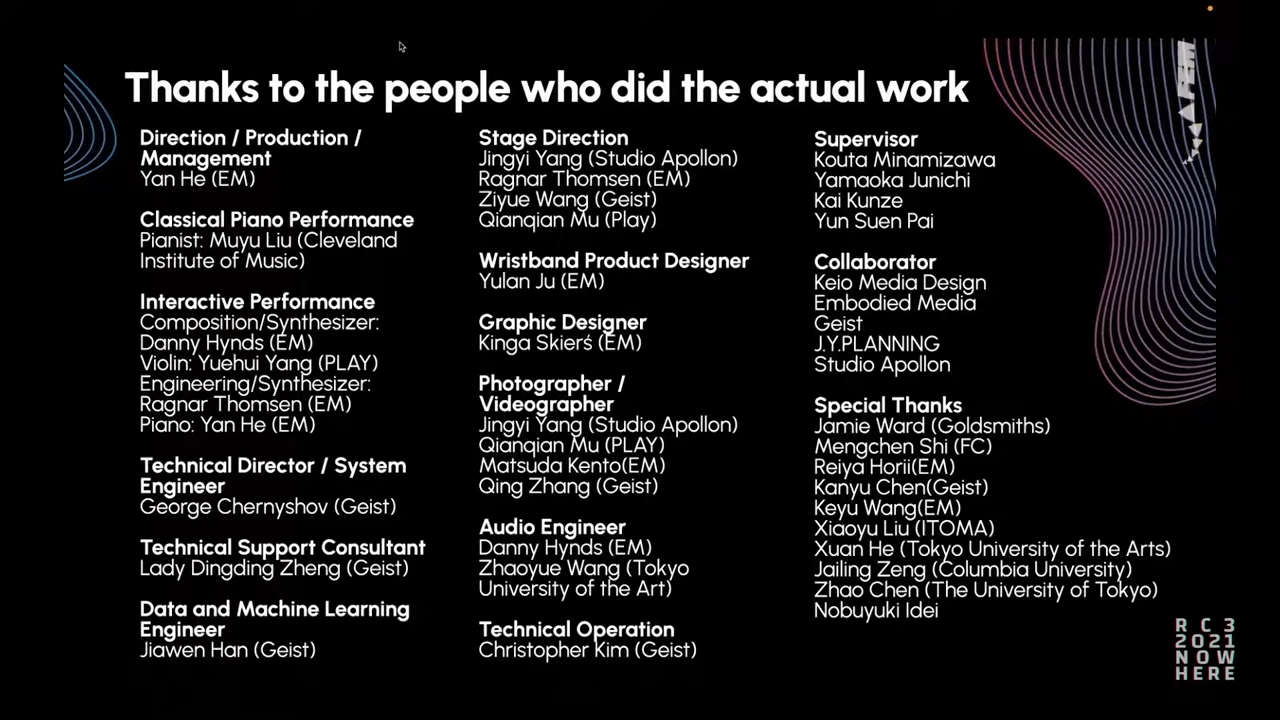 Thanks to the people who did the actual work
Direction / Production /
Management
Yan He (EM)
Classical Piano Performance
Pianist: Muyu Liu (Cleveland
Institute of Music)
Interactive Performance
Composition/Synthesizer:
Danny Hynds (EM)
Violin: Yuehui Yang (PLAY)
Engineering/Synthesizer:
Ragnar Thomsen (EM)
Piano: Yan He (EM)
Technical Director / System
Engineer
George Chernyshov (Geist)
Technical Support Consultant
Lady Dingding Zheng (Geist)
Data and Machine Learning
Engineer
Jiawen Han (Geist)
Stage Direction
Jingyi Yang (Studio Apollon)
Ragnar Thomsen (EM)
Ziyue Wang (Geist)
Qianqian Mu (Play)
Wristband Product Designer
Yulan Ju (EM)
Graphic Designer
Kinga Skierś (EM)
Photographer /
Videographer
Jingyi Yang (Studio Apollon)
Qianqian Mu (PLAY)
Matsuda Kento(EM)
Qing Zhang (Geist)
Audio Engineer
Danny Hynds (EM)
Zhaoyue Wang (Tokyo
University of the Art)
Technical Operation
Christopher Kim (Geist)
Supervisor
Kouta Minamizawa
Yamaoka Junichi
Kai Kunze
Yun Suen Pai
Collaborator
Keio Media Design
Embodied Media
Geist
J.Y.PLANNING
Studio Apollon
Special Thanks
Jamie Ward (Goldsmiths)
Mengchen Shi (FC)
Reiya Horii(EM)
Kanyu Chen(Geist)
Keyu Wang(EM)
Xiaoyu Liu (ITOMA)
Xuan He (Tokyo University of the Arts)
Jailing Zeng (Columbia University)
Zhao Chen (The University of Tokyo)
Nobuyuki Idei
RC3
2021
NOW
HERE